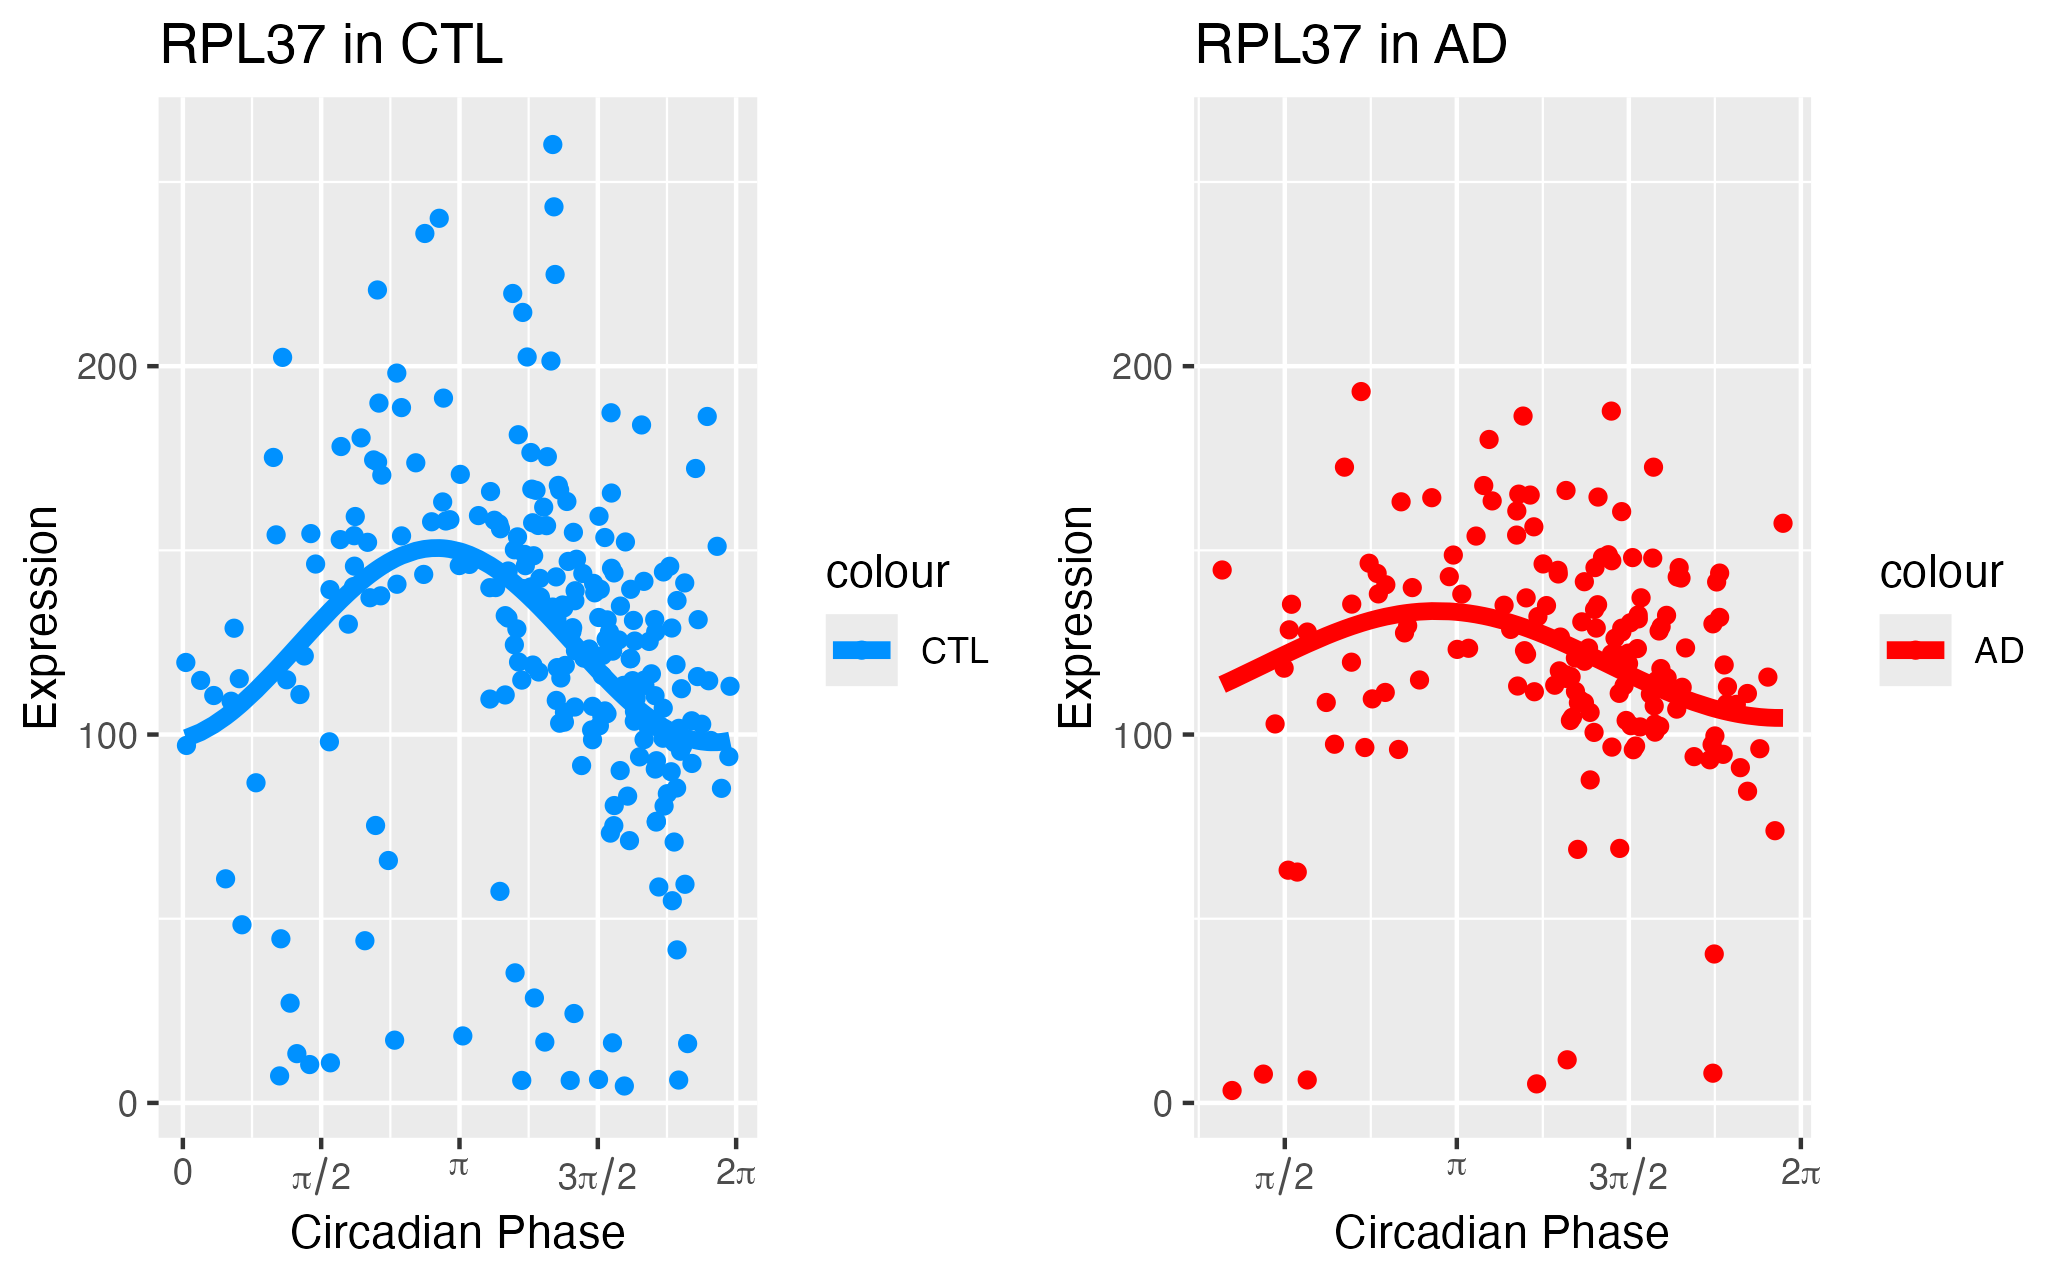 RPL37 in CTL
RPL37 in AD
Expression
200
100
0
0
π/2
π
3π/2
2π
Circadian Phase
colour
CTL
Expression
200
100
0
π/2
π
3π/2
2π
Circadian Phase
colour
AD